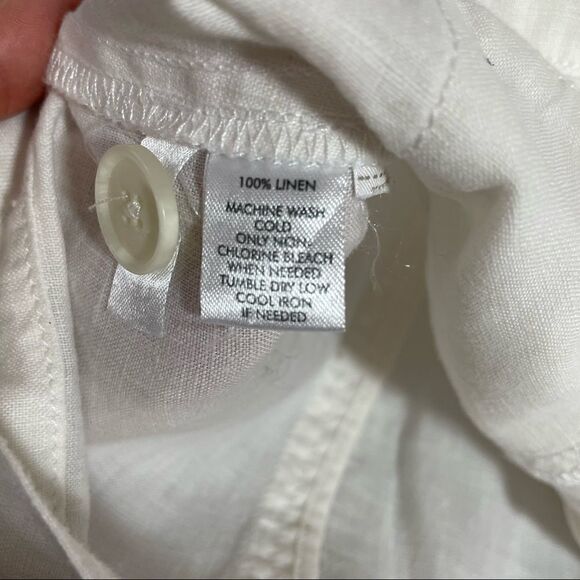 100% LINEN
MACHINE WASH
COLD
ONLY NON-
CHLORINE BLEACH
WHEN NEEDED
TUMBLE DRY LOW
COOL IRON
IF NEEDED